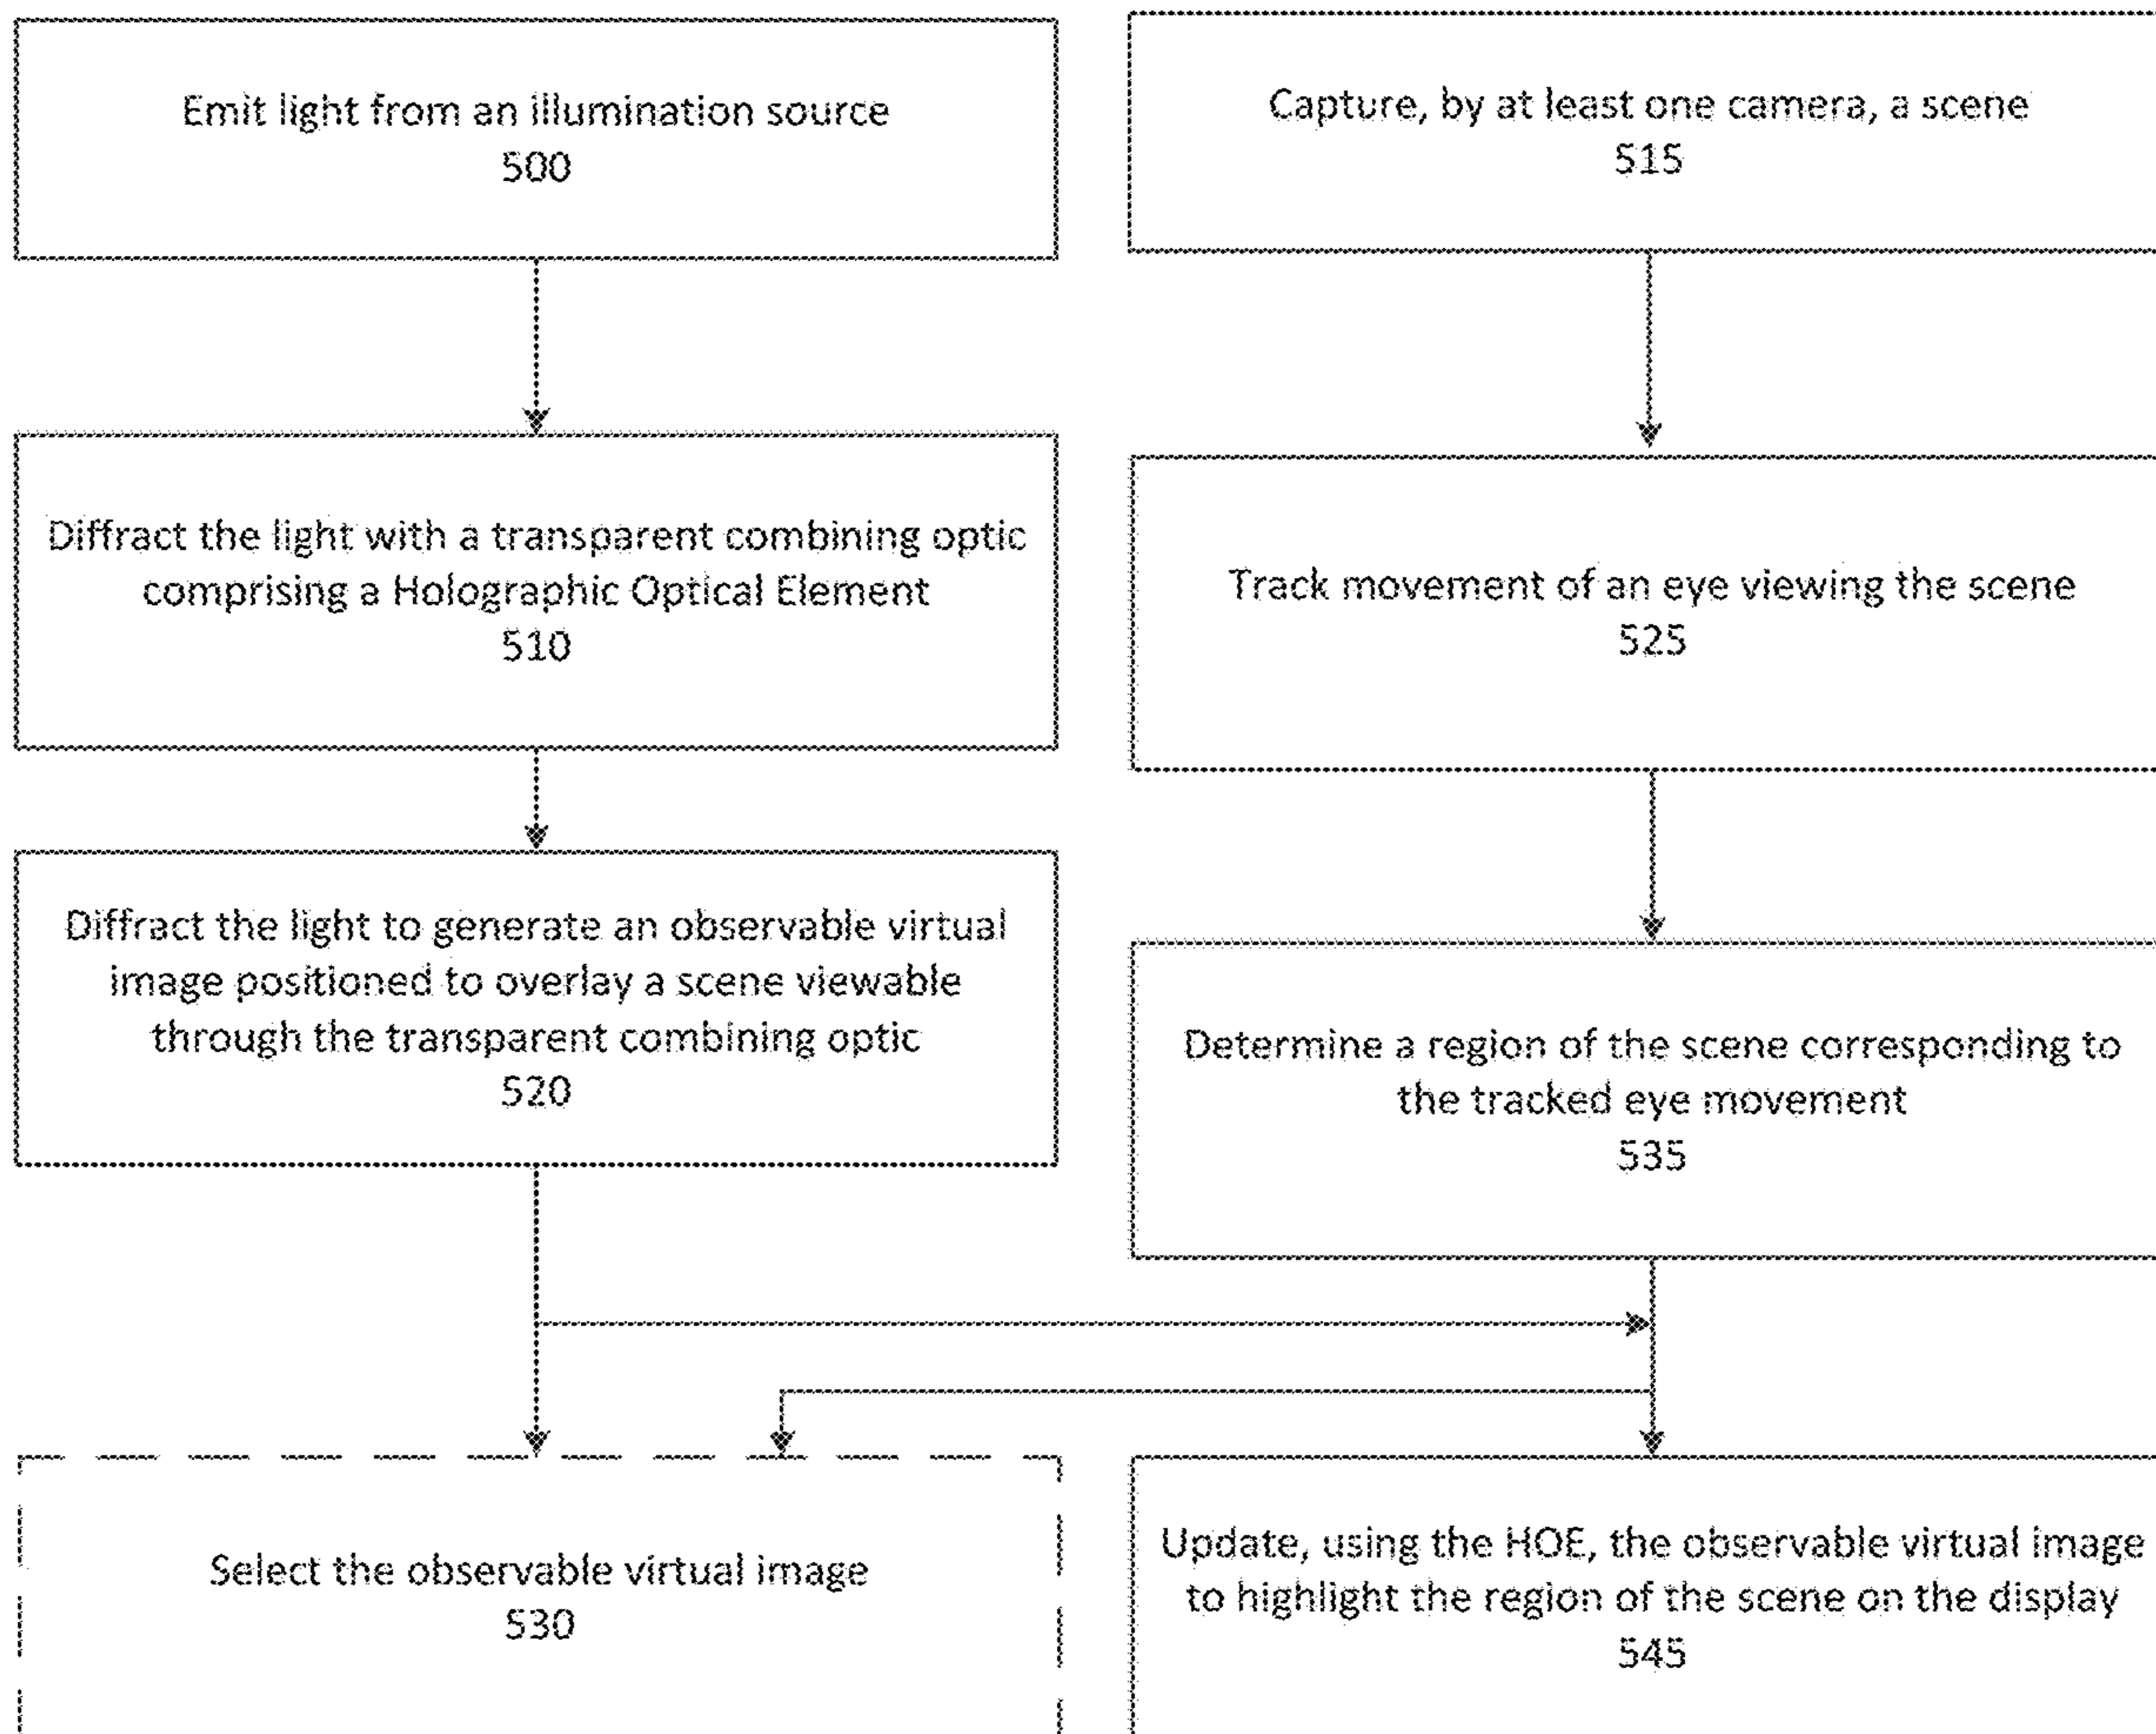 Emit light from an illumination source
500
Capture, by at least one camera, a scene
515
Diffract the light with a transparent combining optic
comprising a Holographic Optical Element
510
Track movement of an eye viewing the scene
525
Diffract the light to generate an observable virtual
image positioned to overlay a scene viewable
through the transparent combining optic
520
Determine a region of the scene corresponding to
the tracked eye movement
535
Select the observable virtual image
530
Update, using the HOE, the observable virtual image
to highlight the region of the scene on the display
545